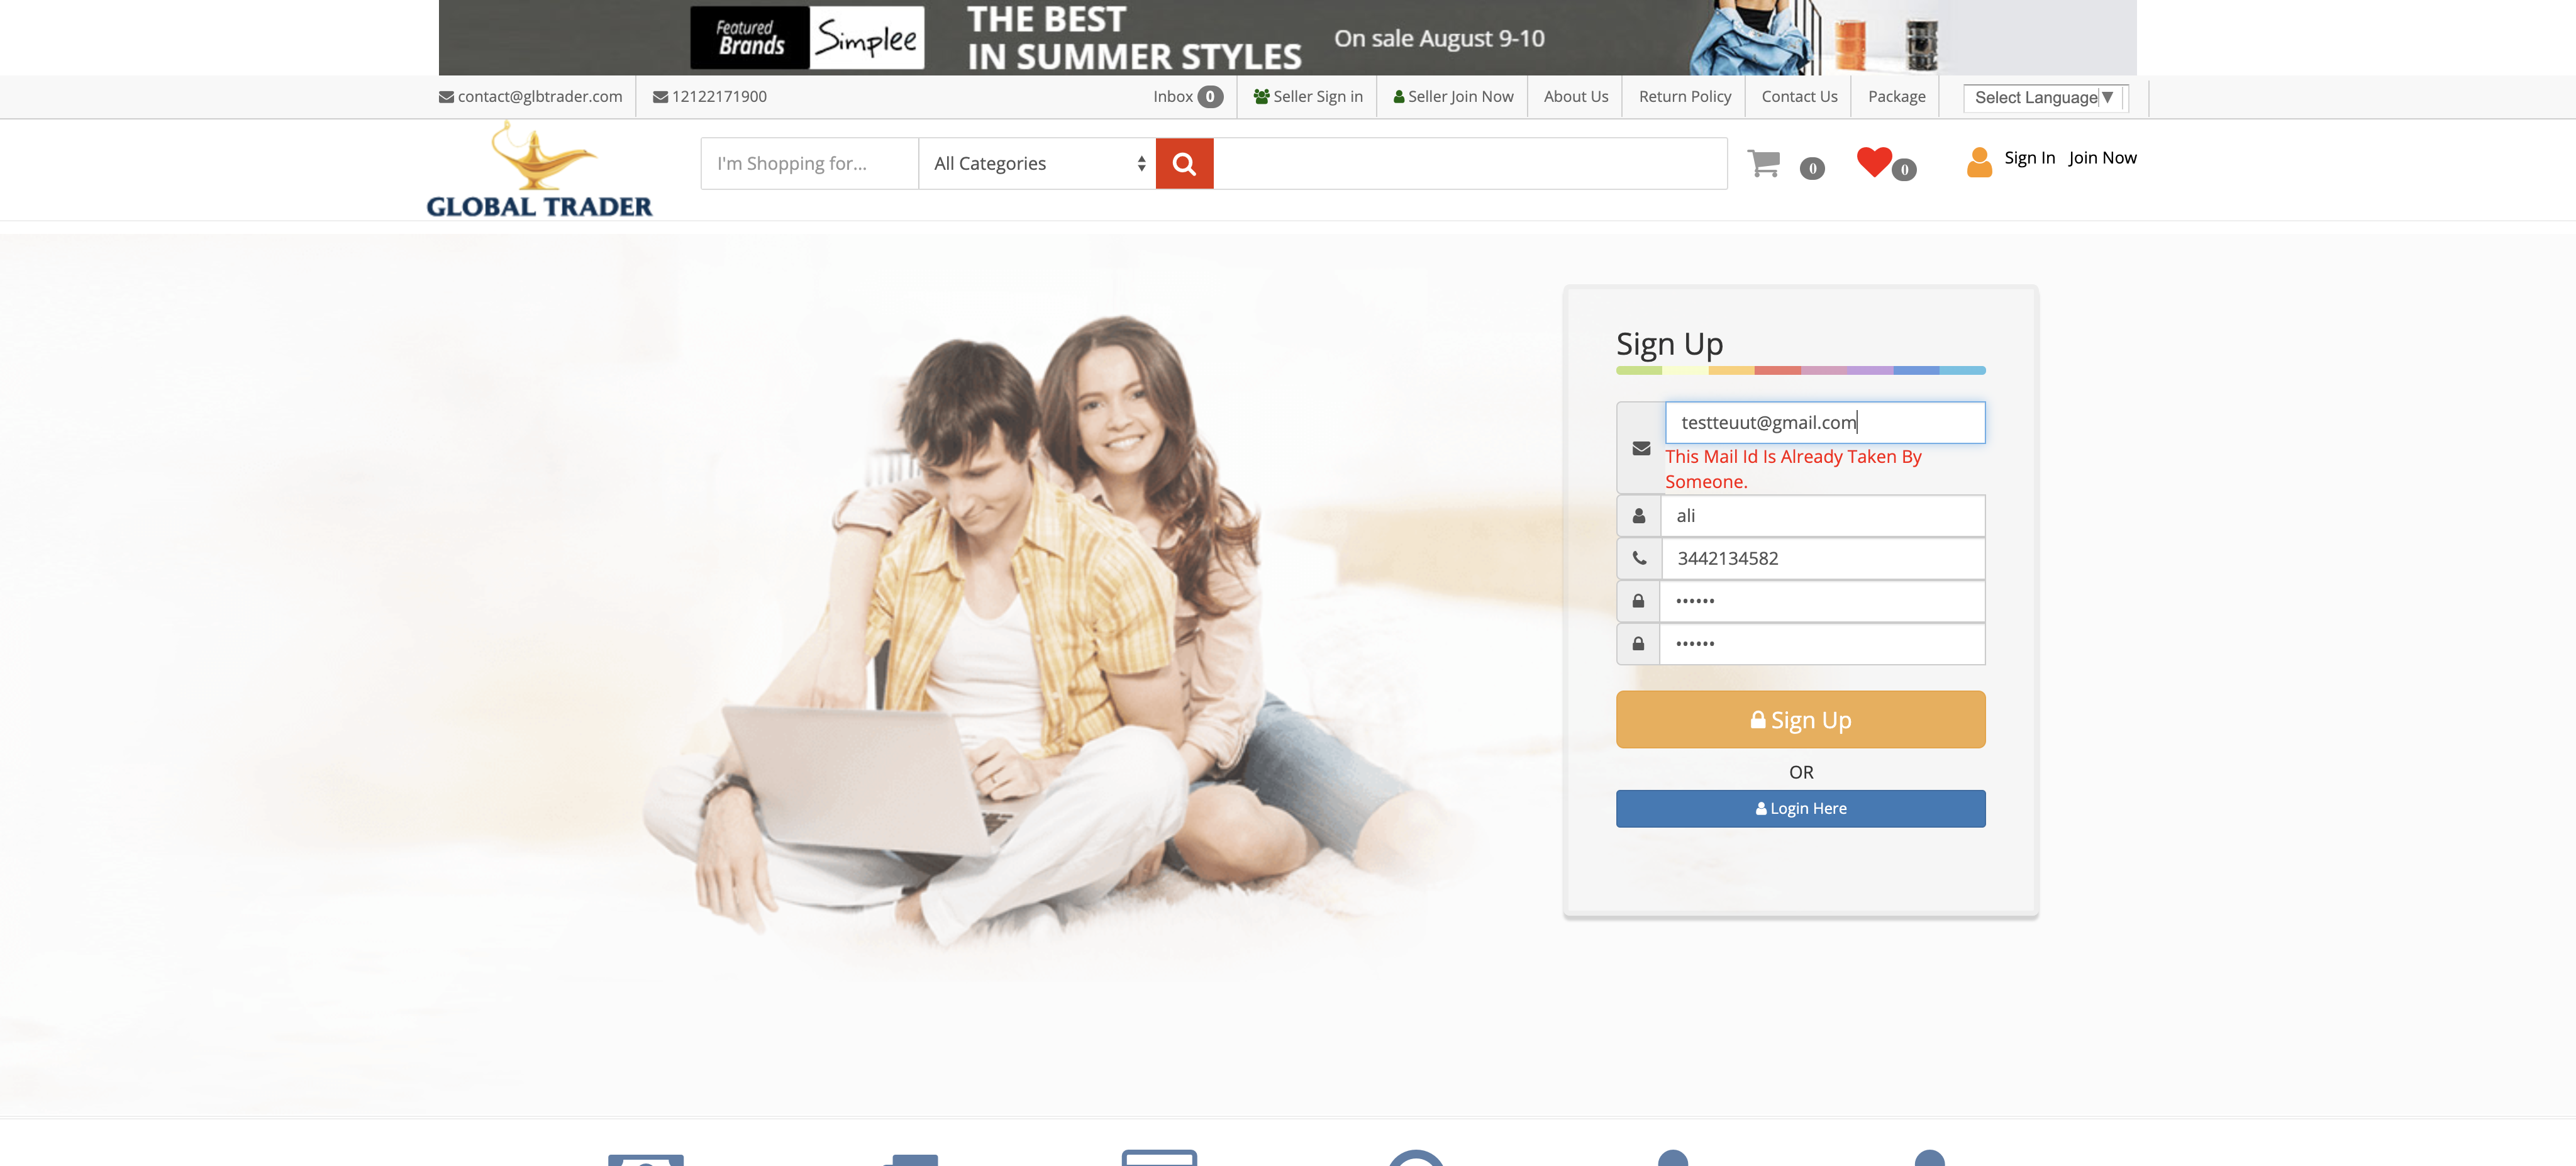 Featured
Brands
Simplee
THE BEST
IN SUMMER STYLES
On sale August 9-10
contact@glbtrader.com
12122171900
Inbox 0
Seller Sign in
Seller Join Now
About Us
Return Policy
Contact Us
Package
Select Language ▼
GLOBAL TRADER
I'm Shopping for...
All Categories
0
0
Sign In
Join Now
Sign Up
testteuut@gmail.com
This Mail Id Is Already Taken By
Someone.
ali
3442134582
••••••
••••••
Sign Up
OR
Login Here